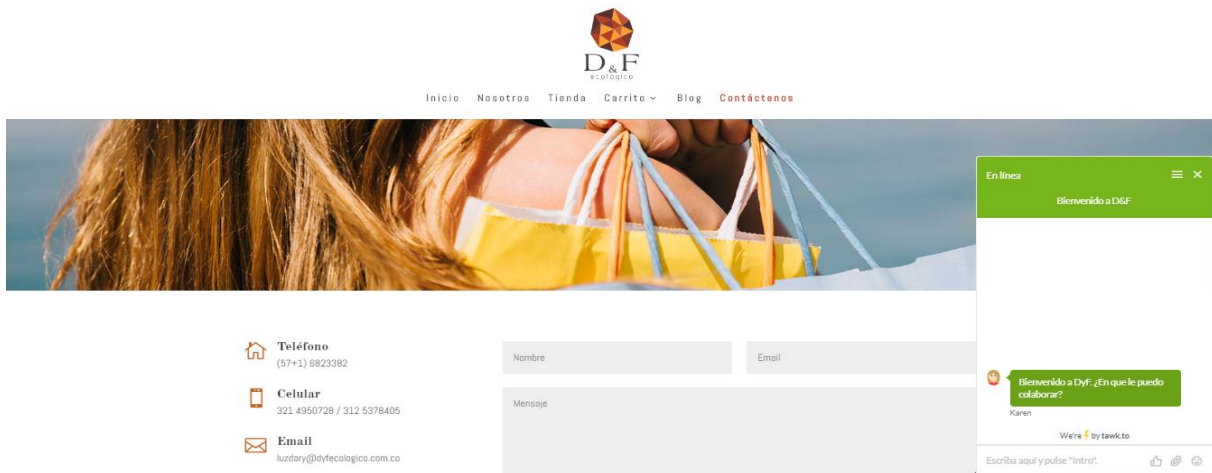 D&F
ecológico
Inicio Nosotros Tienda Carrito Blog Contáctenos
En línea
Bienvenido a D&F
Teléfono
(57+1) 6823382
Celular
321 4950728 / 312 5378405
Email
luzdary@dyfecologico.com.co
Nombre
Email
Mensaje
Bienvenido a DyF. ¿En que le puedo
colaborar?
Karen
We're by tawk.to
Escriba aquí y pulse "Intro".